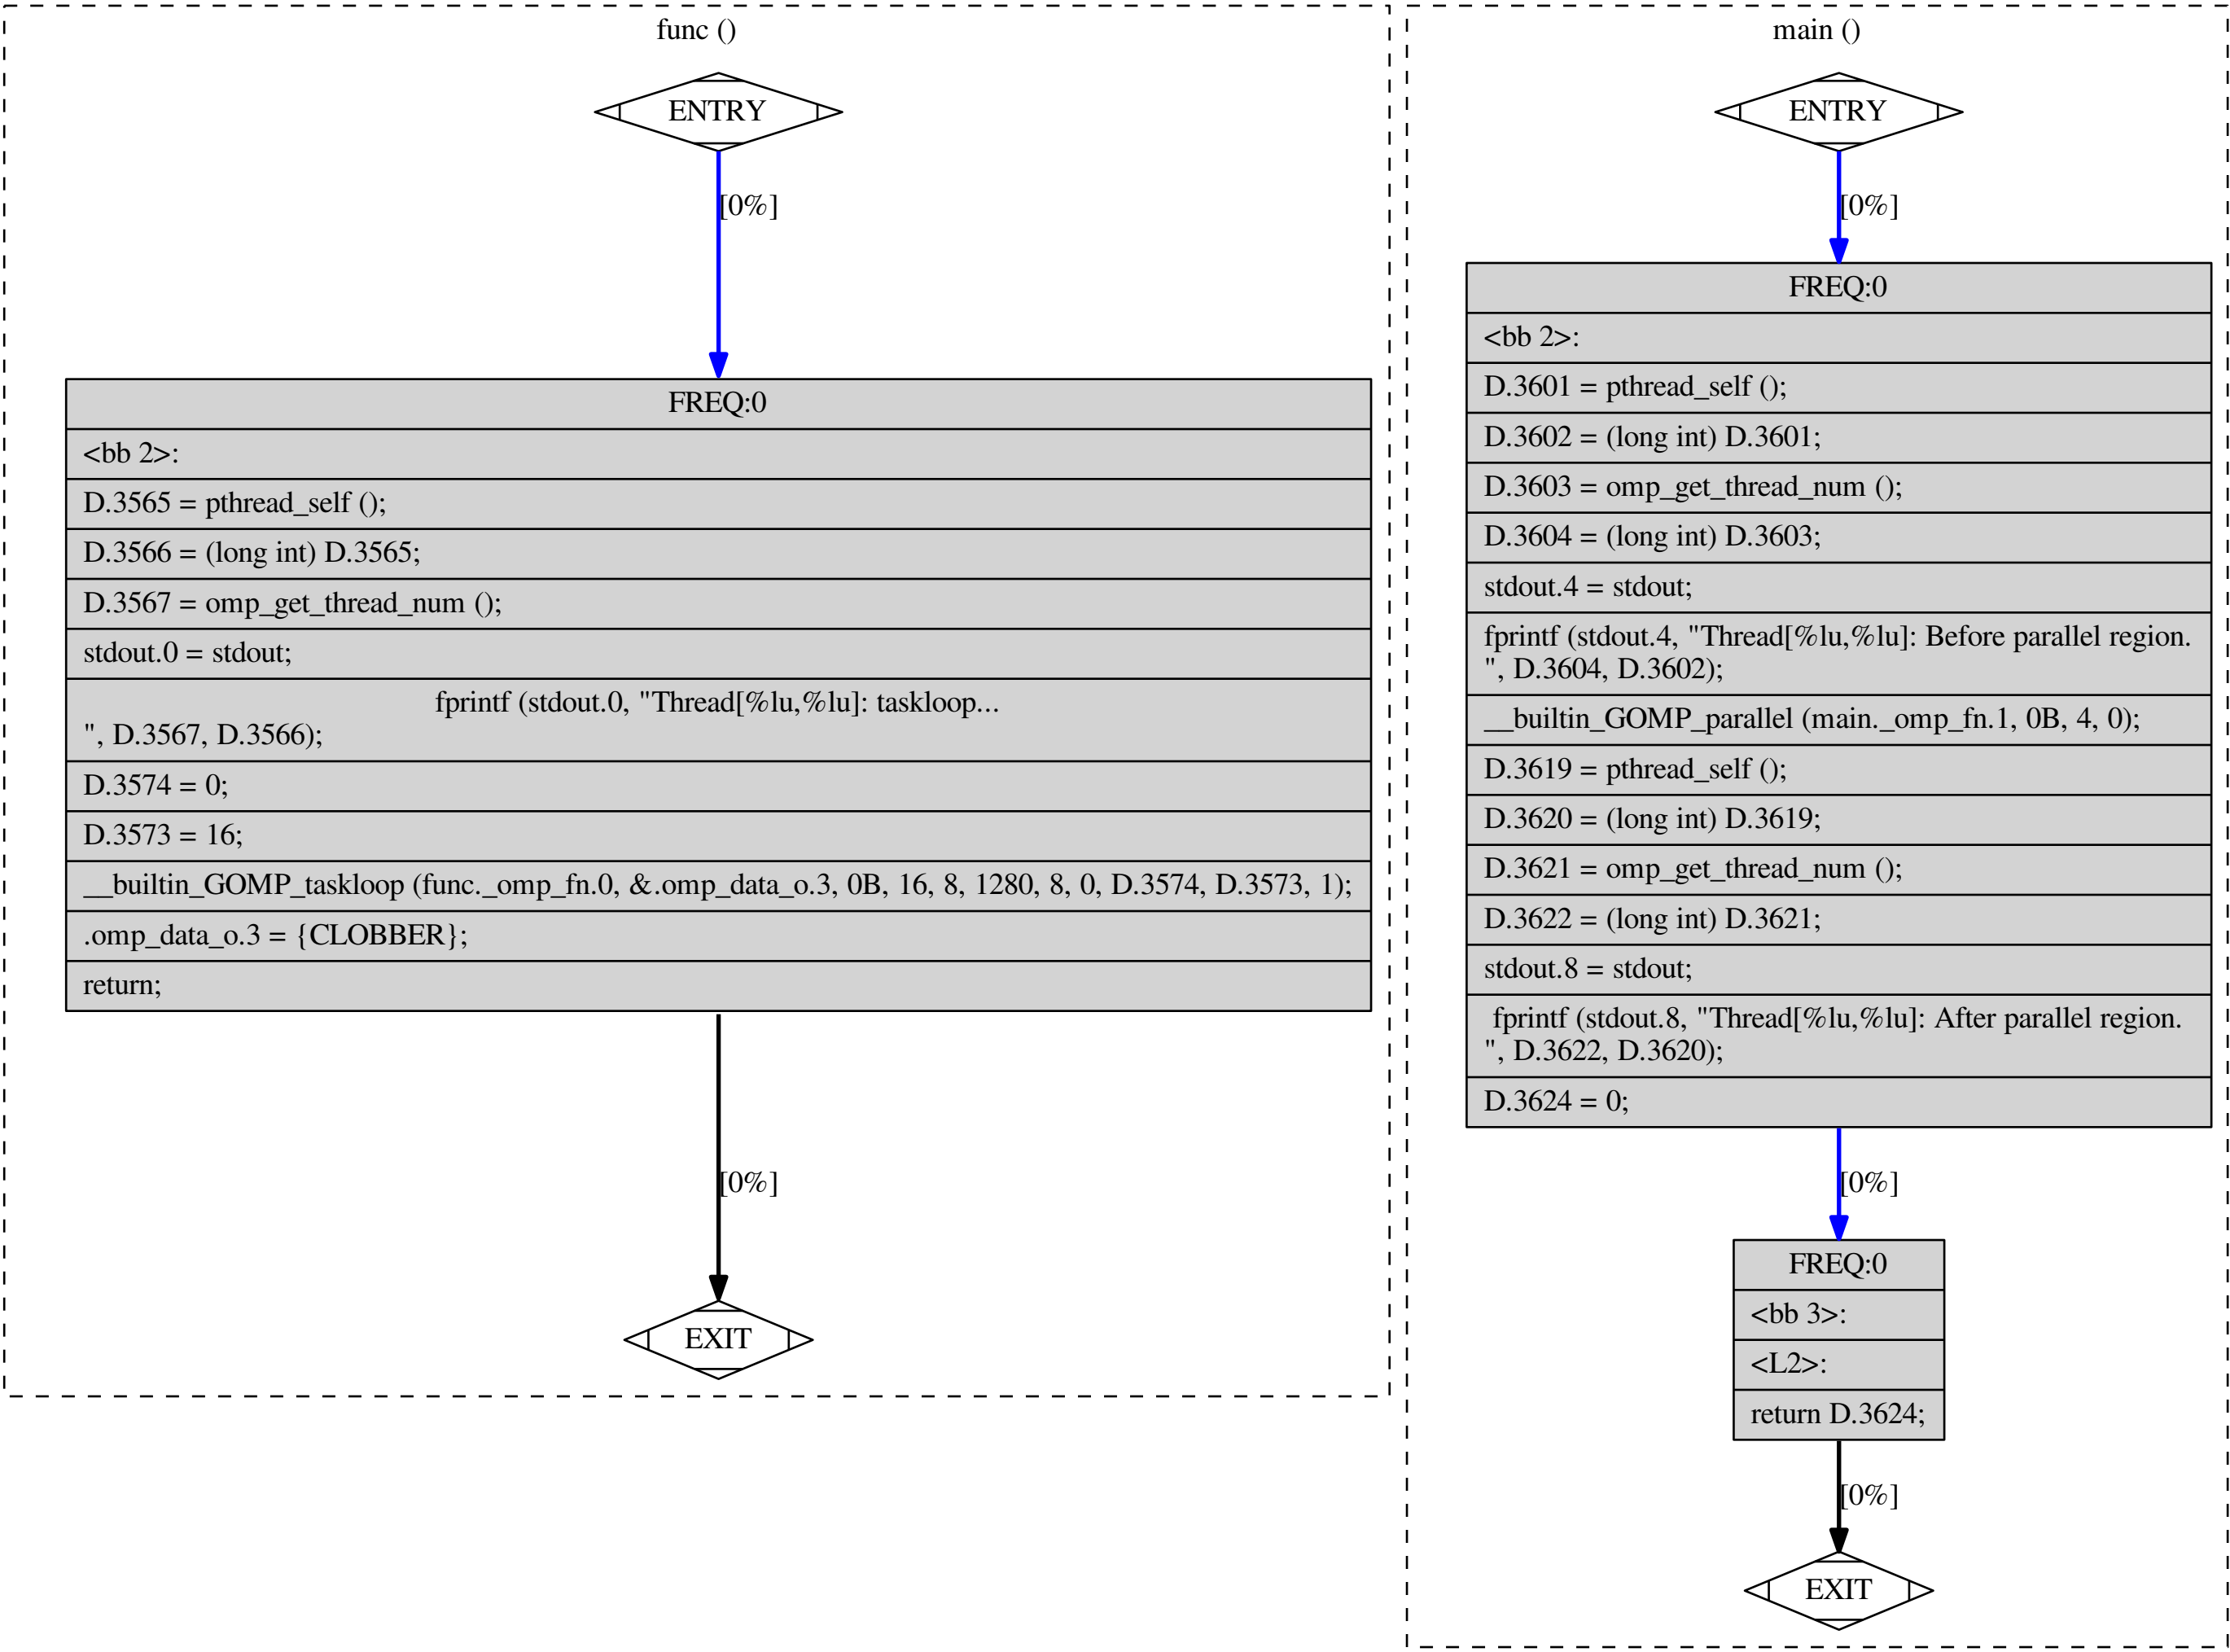 func ()
ENTRY
[0%]
FREQ:0
<bb 2>:
D.3565 = pthread_self ();
D.3566 = (long int) D.3565;
D.3567 = omp_get_thread_num ();
stdout.0 = stdout;
fprintf (stdout.0, "Thread[%lu,%lu]: taskloop...
", D.3567, D.3566);
D.3574 = 0;
D.3573 = 16;
__builtin_GOMP_taskloop (func._omp_fn.0, &.omp_data_o.3, 0B, 16, 8, 1280, 8, 0, D.3574, D.3573, 1);
.omp_data_o.3 = {CLOBBER};
return;
[0%]
EXIT
main ()
ENTRY
[0%]
FREQ:0
<bb 2>:
D.3601 = pthread_self ();
D.3602 = (long int) D.3601;
D.3603 = omp_get_thread_num ();
D.3604 = (long int) D.3603;
stdout.4 = stdout;
fprintf (stdout.4, "Thread[%lu,%lu]: Before parallel region.
", D.3604, D.3602);
__builtin_GOMP_parallel (main._omp_fn.1, 0B, 4, 0);
D.3619 = pthread_self ();
D.3620 = (long int) D.3619;
D.3621 = omp_get_thread_num ();
D.3622 = (long int) D.3621;
stdout.8 = stdout;
fprintf (stdout.8, "Thread[%lu,%lu]: After parallel region.
", D.3622, D.3620);
D.3624 = 0;
[0%]
FREQ:0
<bb 3>:
<L2>:
return D.3624;
[0%]
EXIT